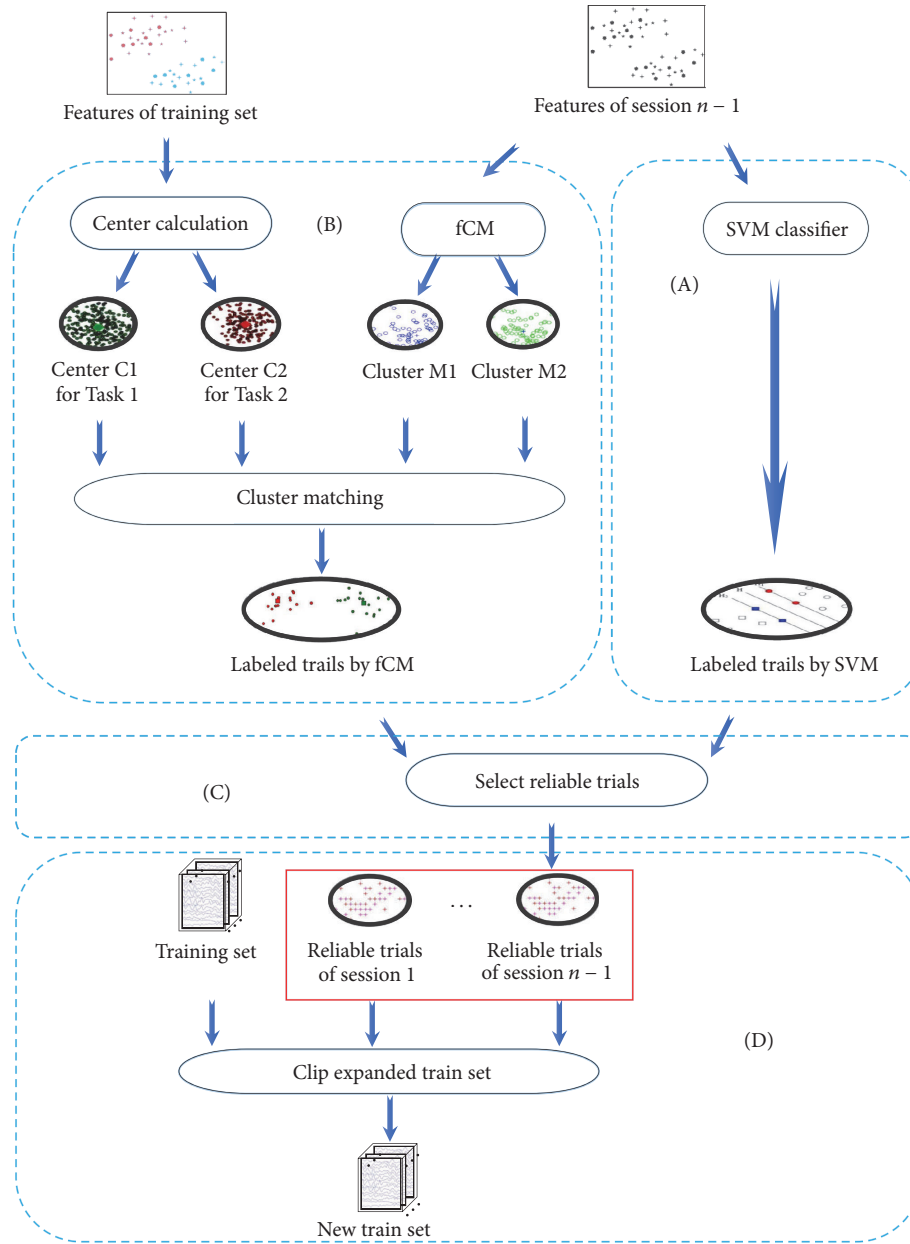 Features of training set
Features of session n − 1
Center calculation
(B)
fCM
SVM classifier
(A)
Center C1
for Task 1
Center C2
for Task 2
Cluster M1
Cluster M2
Cluster matching
H
Labeled trails by fCM
Labeled trails by SVM
(C)
Select reliable trials
Training set
Reliable trials
of session 1
...
Reliable trials
of session n − 1
(D)
Clip expanded train set
New train set